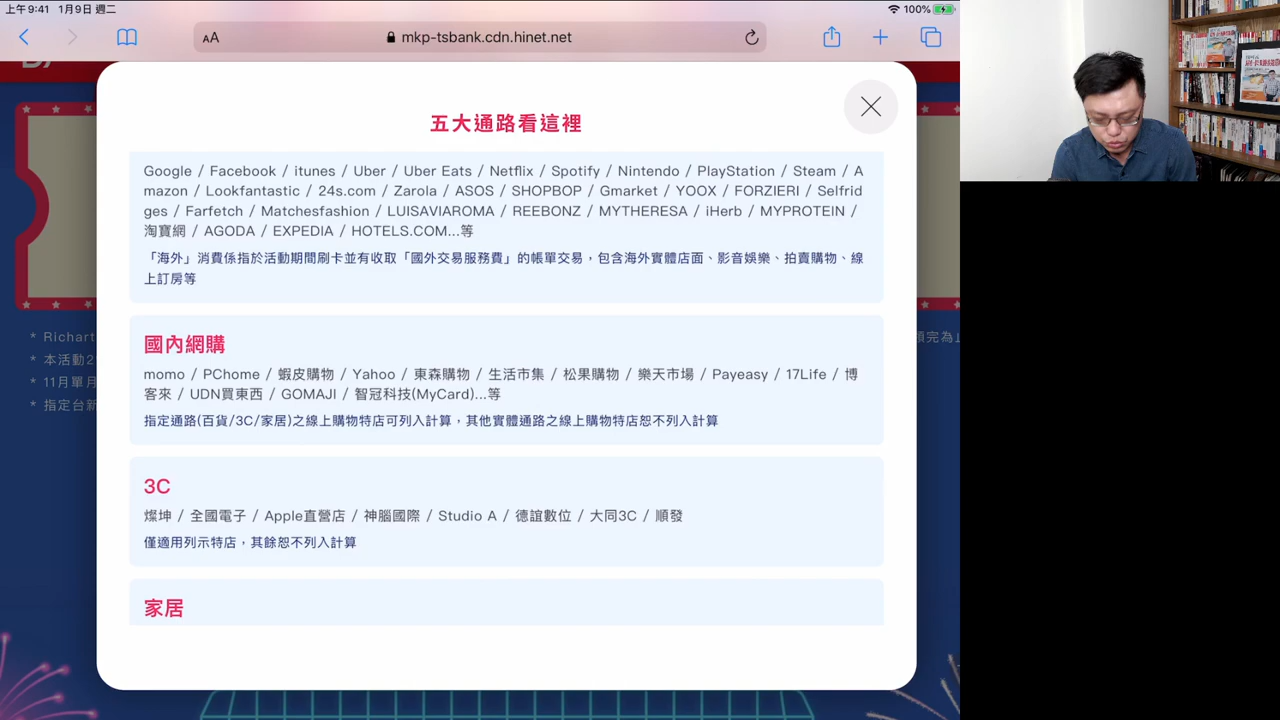 上午9:41 1月9日 週二
100%
AA
mkp-tsbank.cdn.hinet.net
五大通路看這裡
Google / Facebook / itunes / Uber / Uber Eats / Netflix / Spotify / Nintendo / PlayStation / Steam / A
mazon / Lookfantastic / 24s.com / Zarola / ASOS / SHOPBOP / Gmarket / YOOX / FORZIERI / Selfrid
ges / Farfetch / Matchesfashion / LUISAVIAROMA / REEBONZ / MYTHERESA / iHerb / MYPROTEIN /
淘寶網 / AGODA / EXPEDIA / HOTELS.COM...等
「海外」消費係指於活動期間刷卡並有收取「國外交易服務費」的帳單交易，包含海外實體店面、影音娛樂、拍賣購物、線
上訂房等
* Richart
* 本活動2
* 11月單月
* 指定台新
國內網購
momo / PChome / 蝦皮購物 / Yahoo / 東森購物 / 生活市集 / 松果購物 / 樂天市場 / Payeasy / 17Life / 博
客來 / UDN買東西 / GOMAJI / 智冠科技(MyCard)...等
指定通路(百貨/3C/家居)之線上購物特店可列入計算，其他實體通路之線上購物特店恕不列入計算
3C
燦坤 / 全國電子 / Apple直營店 / 神腦國際 / Studio A / 德誼數位 / 大同3C / 順發
僅適用列示特店，其餘恕不列入計算
家居